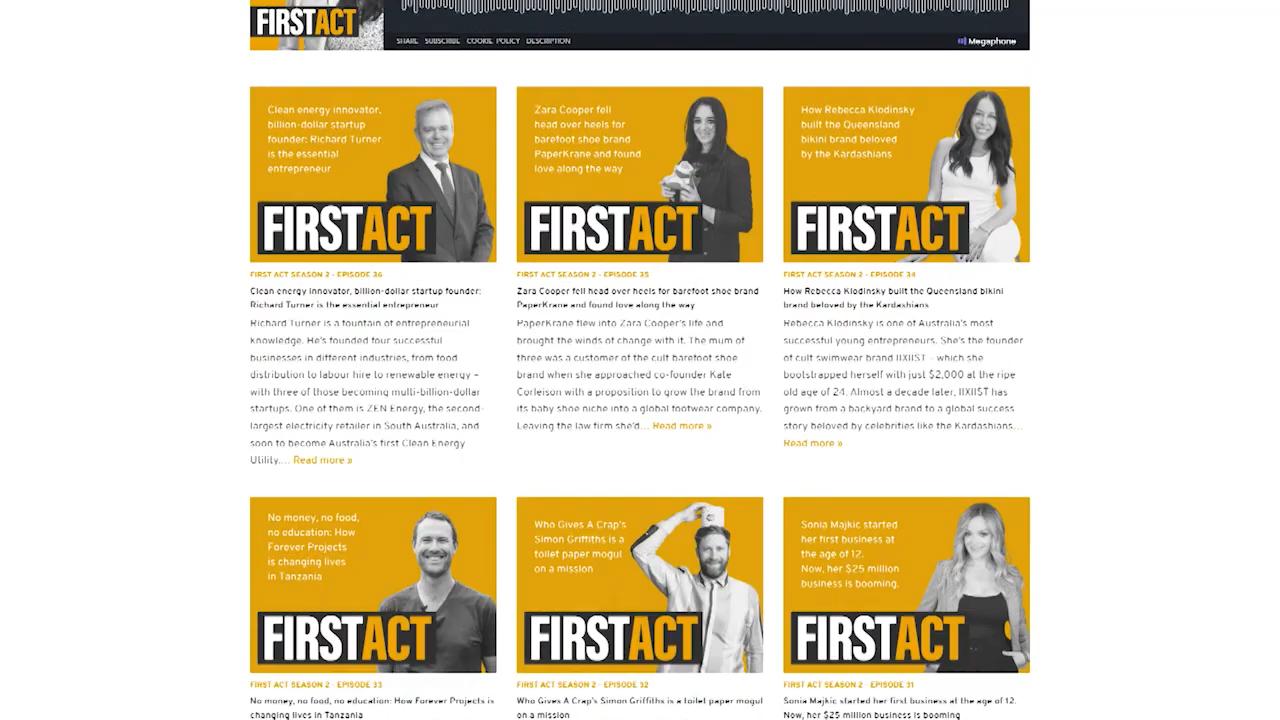 FIRSTACT
SHARE SUBSCRIBE COOKIE POLICY DESCRIPTION
Megaphone
Clean energy innovator,
billion-dollar startup
founder: Richard Turner
is the essential
entrepreneur
FIRSTACT
FIRST ACT SEASON 2 - EPISODE 36
Clean energy innovator, billion-dollar startup founder:
Richard Turner is the essential entrepreneur
Richard Turner is a fountain of entrepreneurial
knowledge. He's founded four successful
businesses in different industries, from food
distribution to labour hire to renewable energy –
with three of those becoming multi-billion-dollar
startups. One of them is ZEN Energy, the second-
largest electricity retailer in South Australia, and
soon to become Australia's first Clean Energy
Utility.... Read more »
Zara Cooper fell
head over heels for
barefoot shoe brand
PaperKrane and found
love along the way
FIRSTACT
FIRST ACT SEASON 2 - EPISODE 35
Zara Cooper fell head over heels for barefoot shoe brand
PaperKrane and found love along the way
PaperKrane flew into Zara Cooper's life and
brought the winds of change with it. The mum of
three was a customer of the cult barefoot shoe
brand when she approached co-founder Kate
Corleison with a proposition to grow the brand from
its baby shoe niche into a global footwear company.
Leaving the law firm she'd... Read more »
How Rebecca Klodinsky
built the Queensland
bikini brand beloved
by the Kardashians
FIRSTACT
FIRST ACT SEASON 2 - EPISODE 34
How Rebecca Klodinsky built the Queensland bikini
brand beloved by the Kardashians
Rebecca Klodinsky is one of Australia's most
successful young entrepreneurs. She's the founder
of cult swimwear brand IIXIIST – which she
bootstrapped herself with just $2,000 at the ripe
old age of 24. Almost a decade later, IIXIIST has
grown from a backyard brand to a global success
story beloved by celebrities like the Kardashians...
Read more »
No money, no food,
no education: How
Forever Projects
is changing lives
in Tanzania
FIRSTACT
FIRST ACT SEASON 2 - EPISODE 33
No money, no food, no education: How Forever Projects is
changing lives in Tanzania
Who Gives A Crap's
Simon Griffiths is a
toilet paper mogul
on a mission
FIRSTACT
FIRST ACT SEASON 2 - EPISODE 32
Who Gives A Crap's Simon Griffiths is a toilet paper mogul
on a mission
Sonia Majkic started
her first business at
the age of 12.
Now, her $25 million
business is booming.
FIRSTACT
FIRST ACT SEASON 2 - EPISODE 31
Sonia Majkic started her first business at the age of 12.
Now, her $25 million business is booming